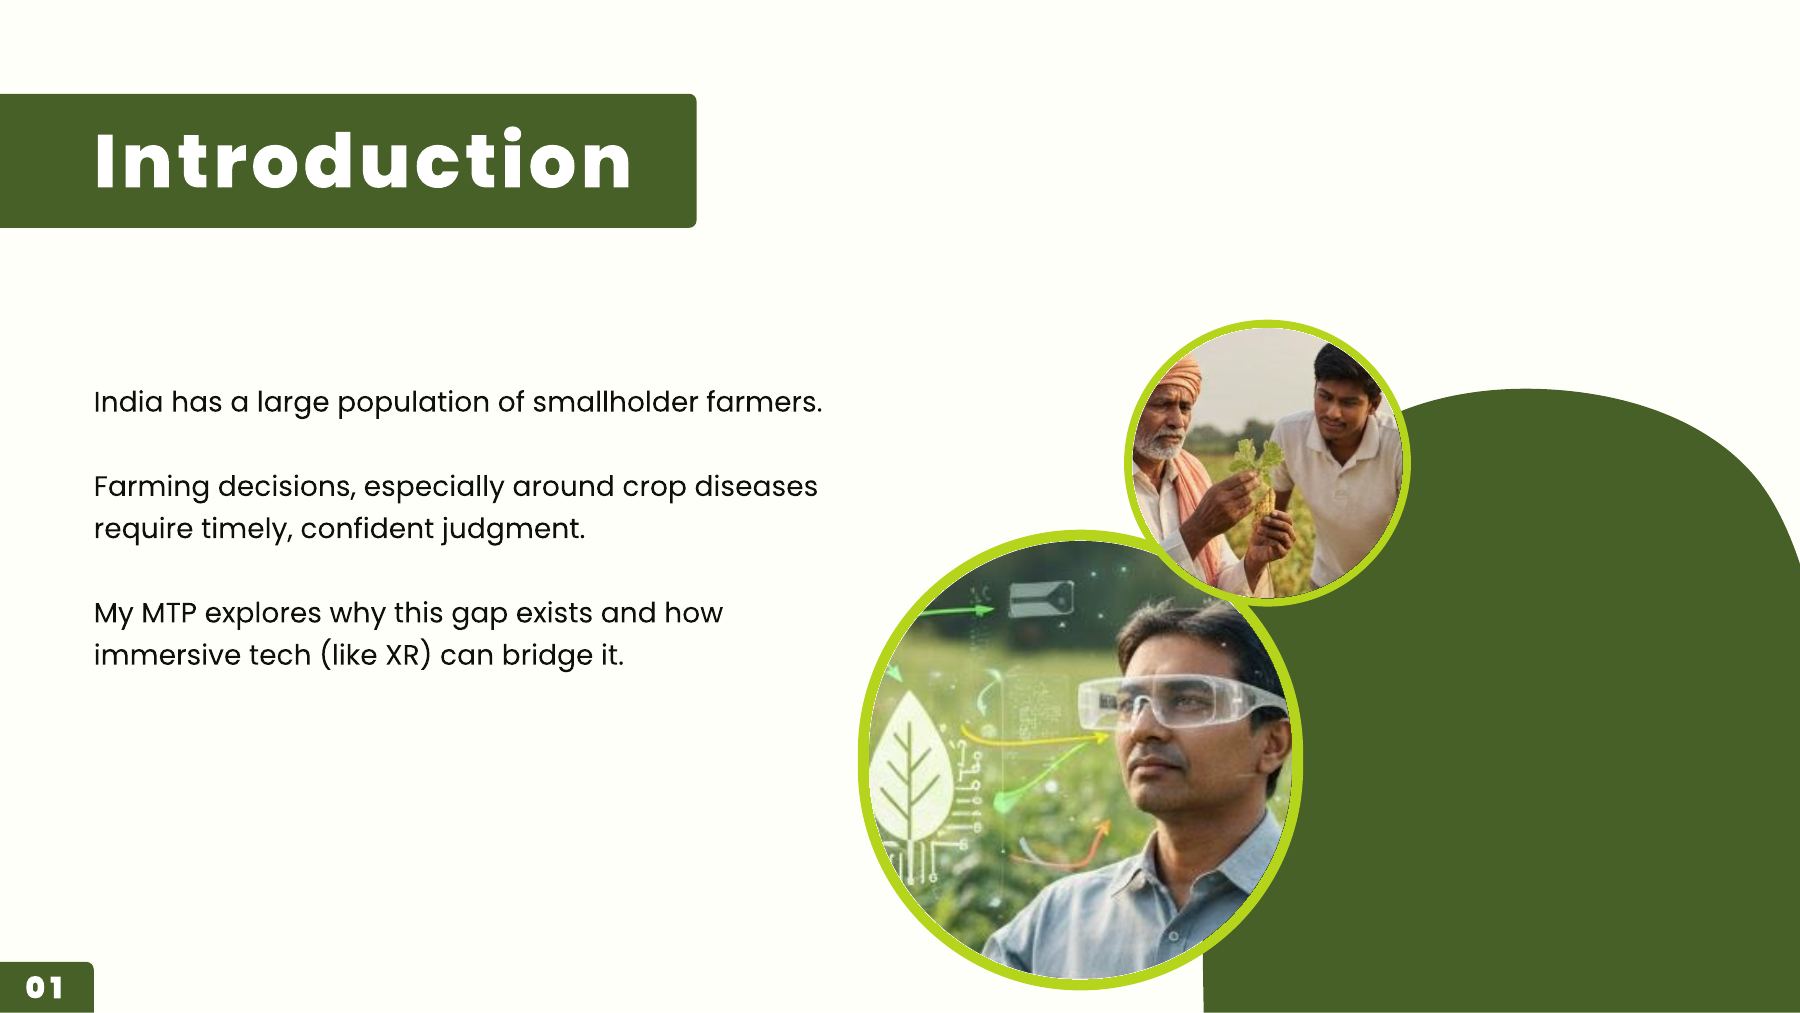 Introduction
India has a large population of smallholder farmers.
Farming decisions, especially around crop diseases
require timely, confident judgment.
My MTP explores why this gap exists and how
immersive tech (like XR) can bridge it.
01